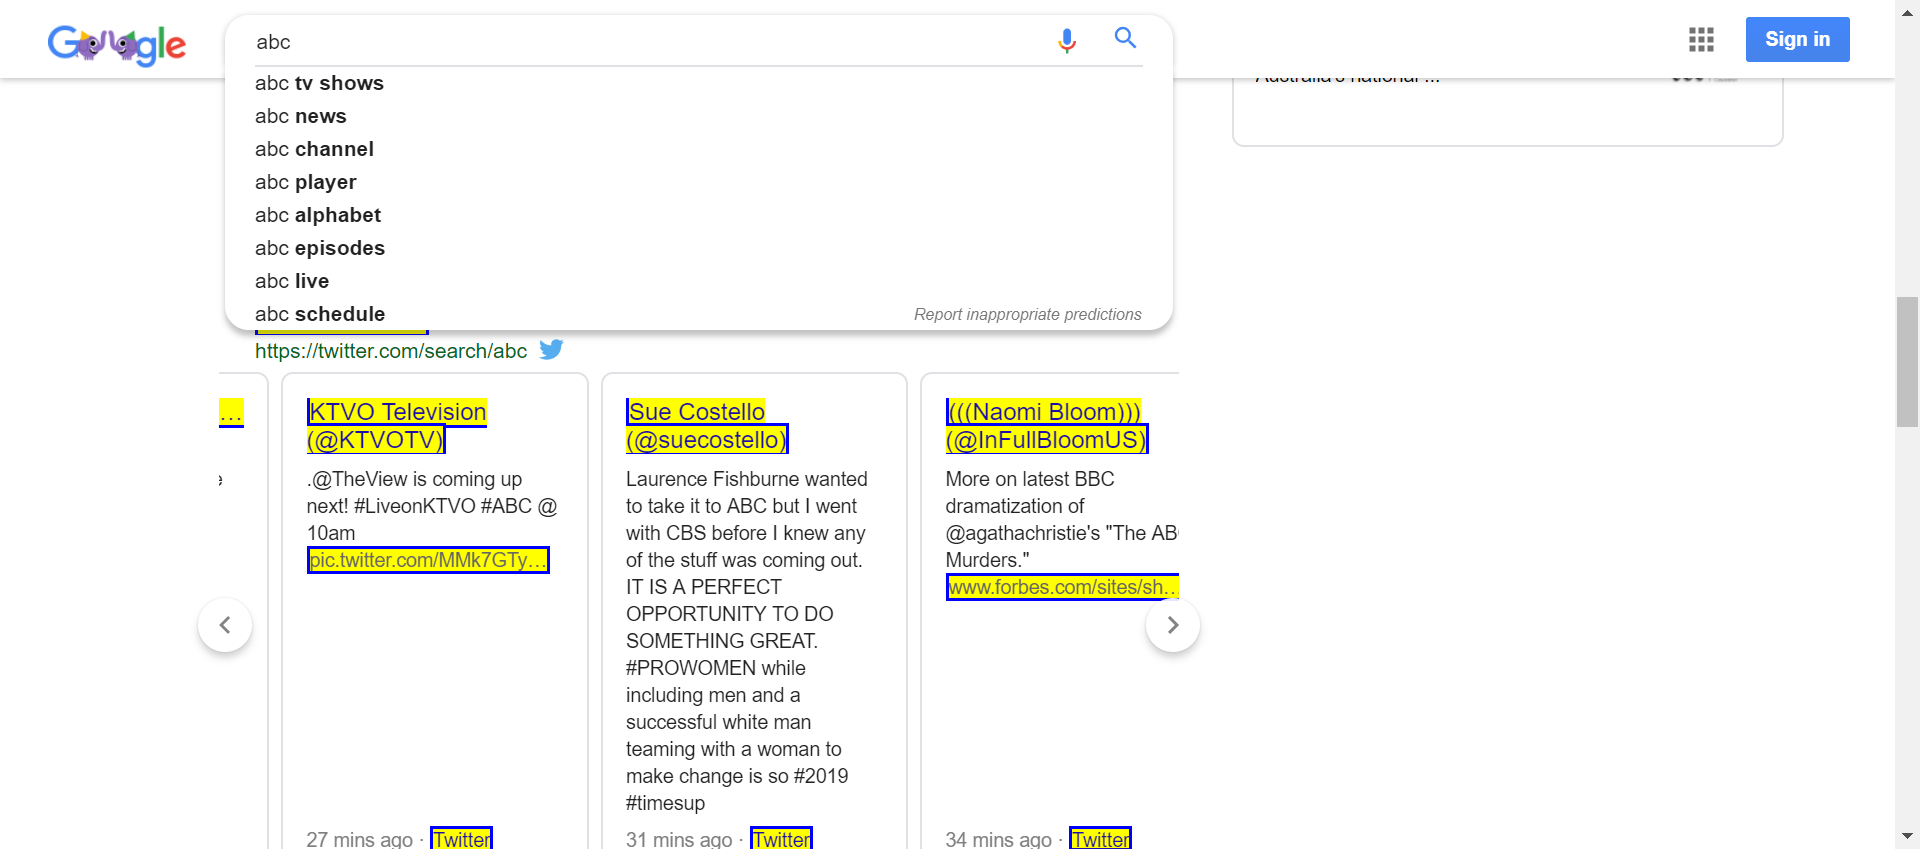 Google
abc
Sign in
abc tv shows
abc news
abc channel
abc player
abc alphabet
abc episodes
abc live
abc schedule
Report inappropriate predictions
Australia's national ...
https://twitter.com/search/abc
...
KTVO Television
(@KTVOTV)
.@TheView is coming up
next! #LiveonKTVO #ABC @
10am
pic.twitter.com/MMk7GTy...
27 mins ago · Twitter
Sue Costello
(@suecostello)
Laurence Fishburne wanted
to take it to ABC but I went
with CBS before I knew any
of the stuff was coming out.
IT IS A PERFECT
OPPORTUNITY TO DO
SOMETHING GREAT.
#PROWOMEN while
including men and a
successful white man
teaming with a woman to
make change is so #2019
#timesup
31 mins ago · Twitter
(((Naomi Bloom)))
(@InFullBloomUS)
More on latest BBC
dramatization of
@agathachristie's "The ABC
Murders."
www.forbes.com/sites/sh...
34 mins ago · Twitter